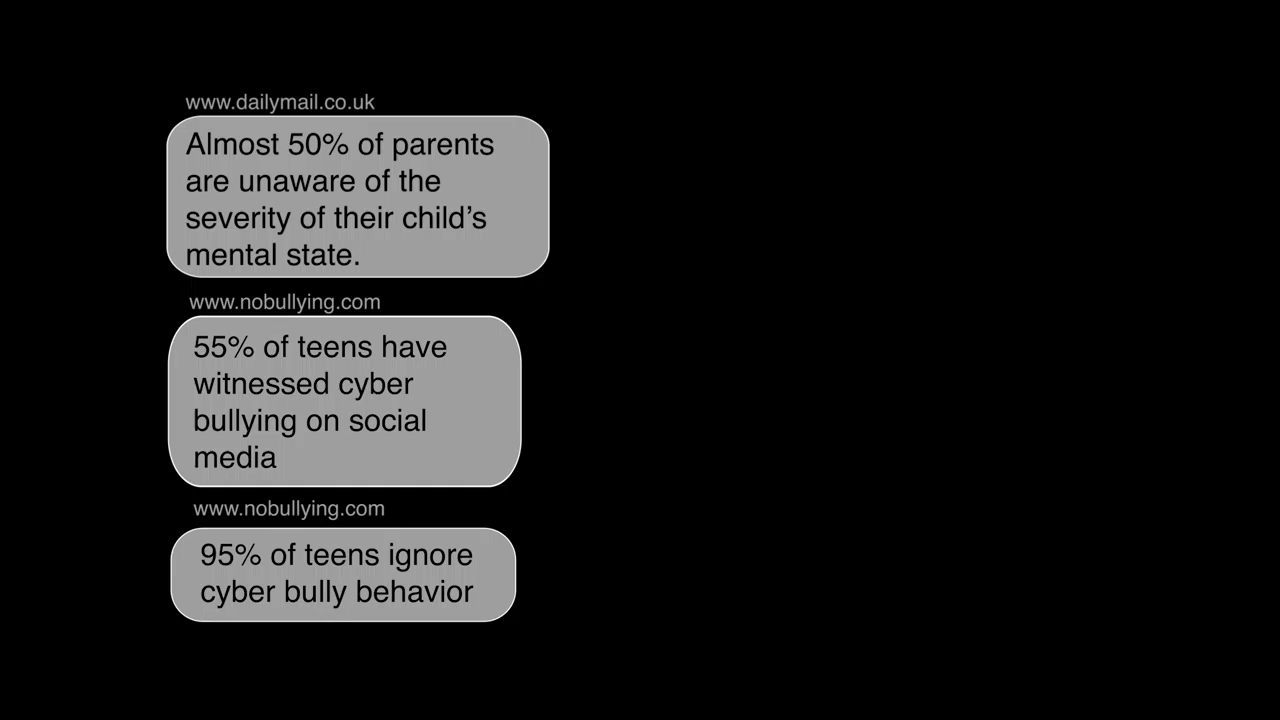 www.dailymail.co.uk
Almost 50% of parents
are unaware of the
severity of their child’s
mental state.
www.nobullying.com
55% of teens have
witnessed cyber
bullying on social
media
www.nobullying.com
95% of teens ignore
cyber bully behavior